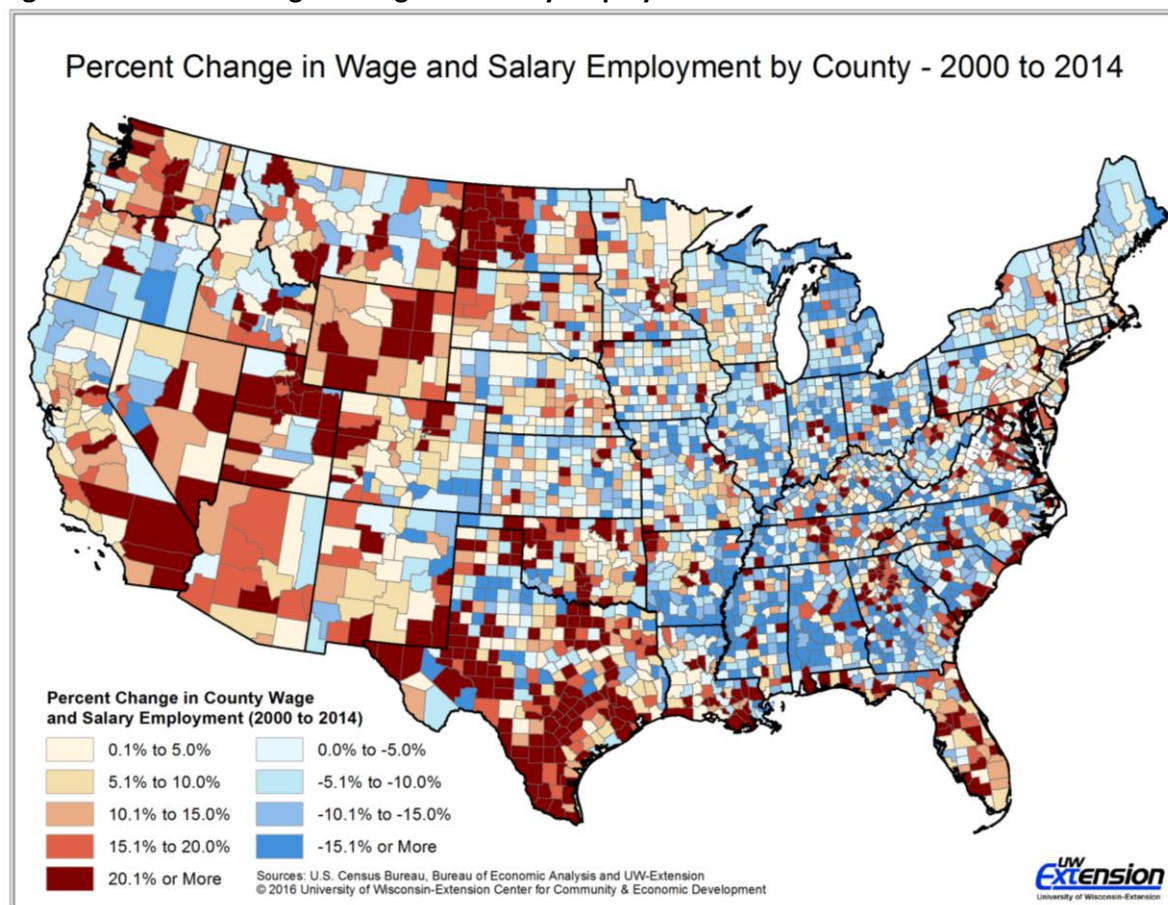 Percent Change in Wage and Salary Employment by County - 2000 to 2014
Percent Change in County Wage
and Salary Employment (2000 to 2014)
0.1% to 5.0%
0.0% to -5.0%
5.1% to 10.0%
-5.1% to -10.0%
10.1% to 15.0%
-10.1% to -15.0%
15.1% to 20.0%
-15.1% or More
20.1% or More
Sources: U.S. Census Bureau, Bureau of Economic Analysis and UW-Extension
© 2016 University of Wisconsin-Extension Center for Community & Economic Development
UW
Extension
University of Wisconsin-Extension